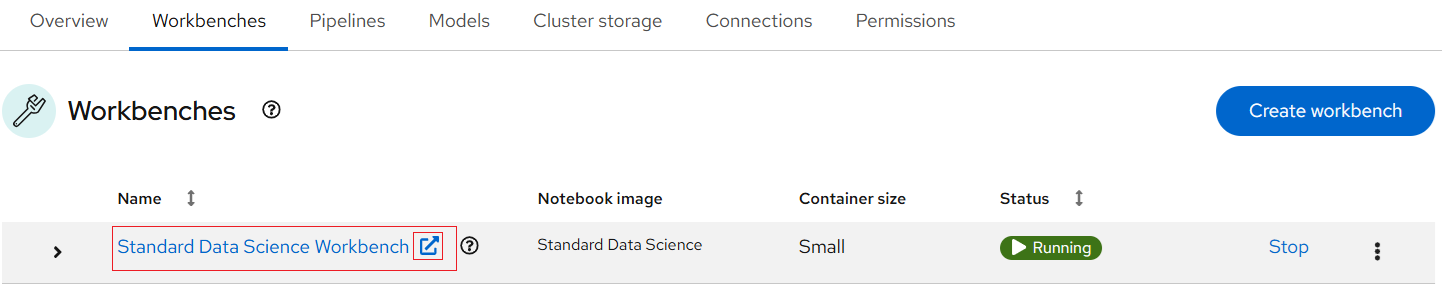 Overview Workbenches Pipelines Models Cluster storage Connections Permissions
Workbenches
Create workbench
Name Notebook image Container size Status
Standard Data Science Workbench Standard Data Science Small Running Stop